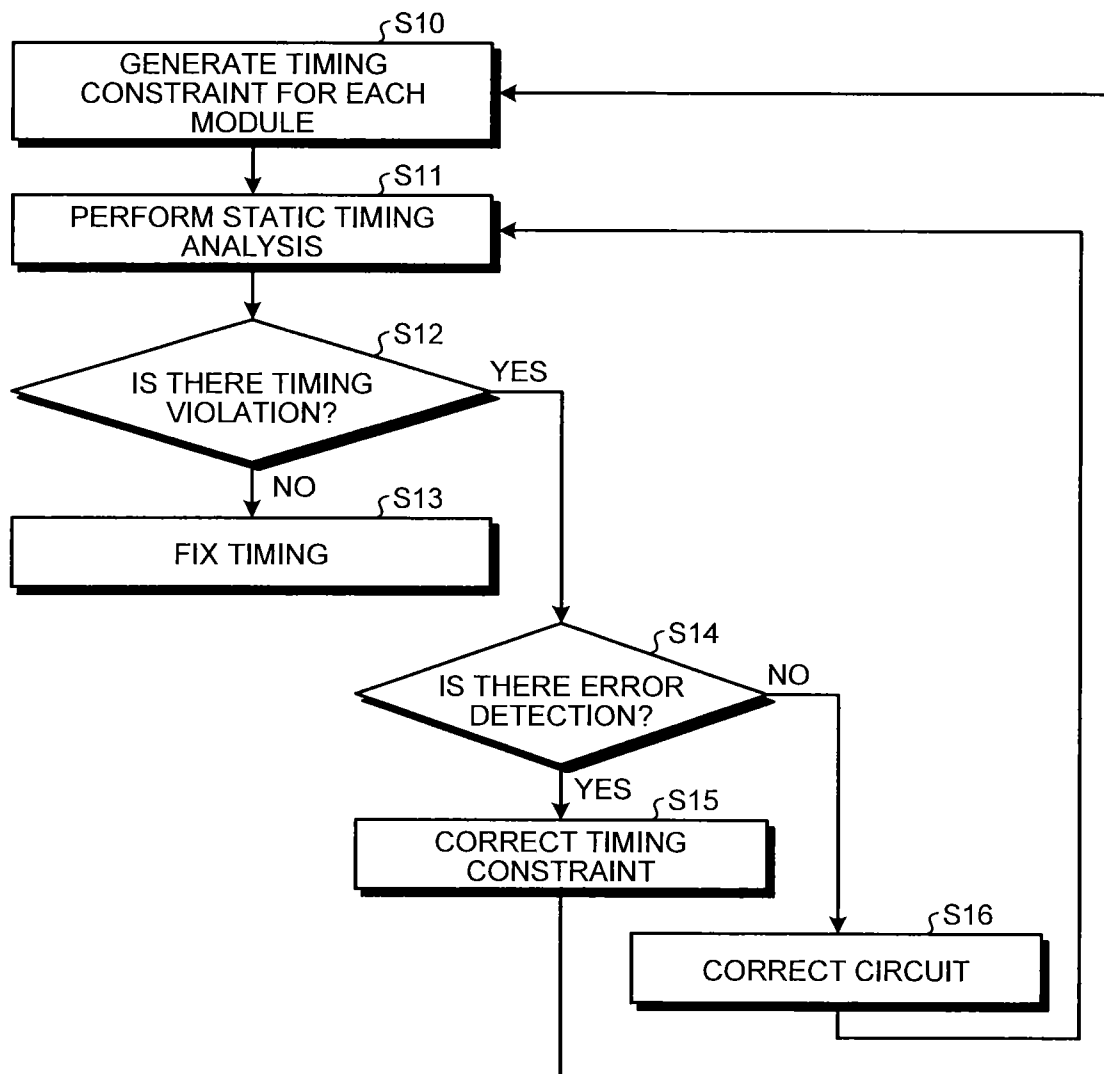 S10
GENERATE TIMING
CONSTRAINT FOR EACH
MODULE
S11
PERFORM STATIC TIMING
ANALYSIS
S12
IS THERE TIMING
VIOLATION?
YES
NO
S13
FIX TIMING
S14
IS THERE ERROR
DETECTION?
NO
YES
S15
CORRECT TIMING
CONSTRAINT
S16
CORRECT CIRCUIT